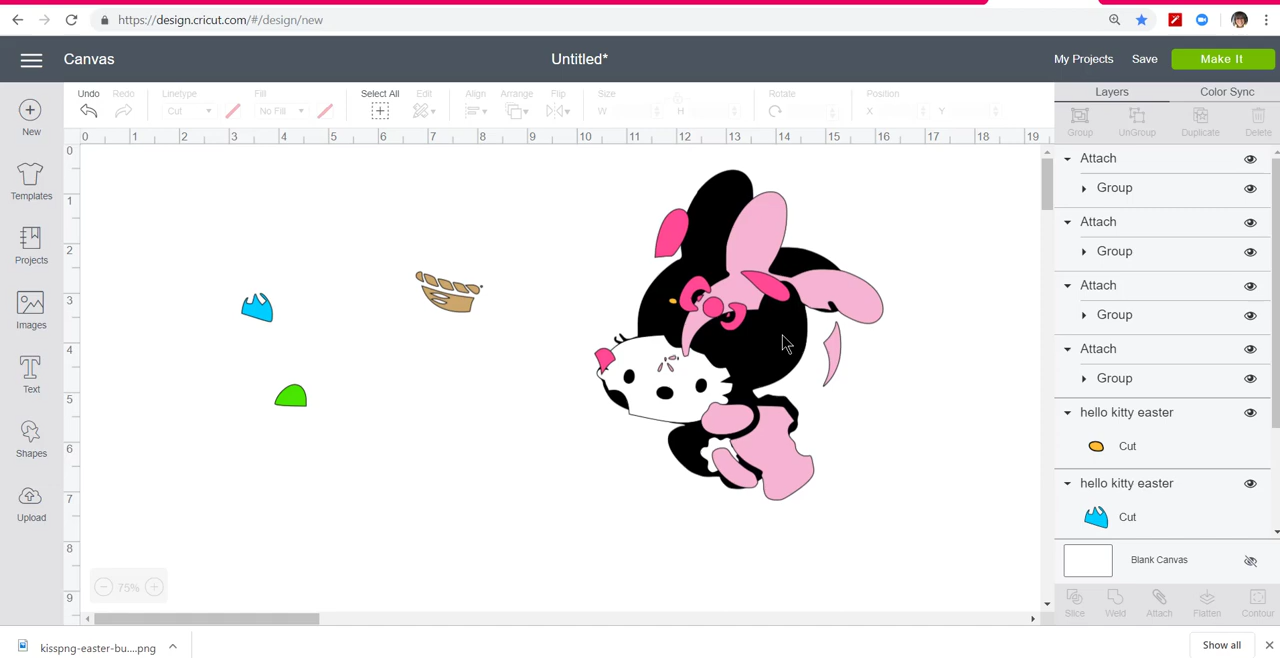 https://design.cricut.com/#/design/new
Canvas
Untitled*
My Projects
Save
Make It
Undo
Redo
Linetype
Cut
Fill
No Fill
Select All
Edit
Align
Arrange
Flip
Size
W
H
Rotate
Position
X
Y
Layers
Color Sync
Group
UnGroup
Duplicate
Delete
0 1 2 3 4 5 6 7 8 9 10 11 12 13 14 15 16 17 18 19
0
1
2
3
4
5
6
7
8
9
New
Templates
Projects
Images
Text
Shapes
Upload
75%
Attach
Group
Attach
Group
Attach
Group
Attach
Group
hello kitty easter
Cut
hello kitty easter
Cut
Blank Canvas
Slice
Weld
Attach
Flatten
Contour
kisspng-easter-bu....png
Show all